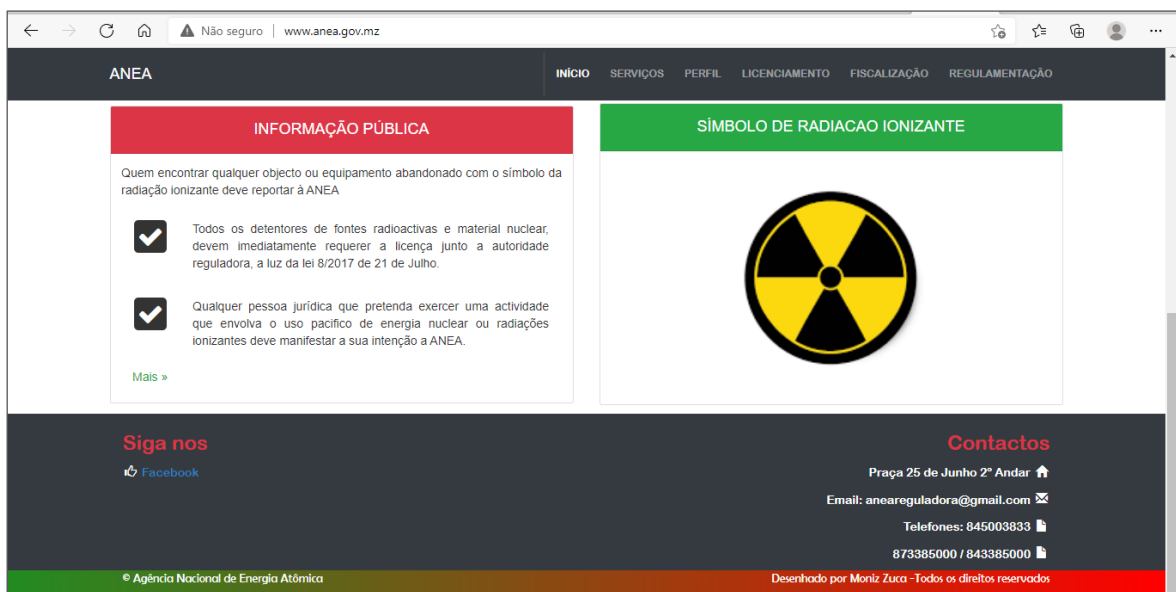 Não seguro
www.anea.gov.mz
ANEA
INÍCIO SERVIÇOS PERFIL LICENCIAMENTO FISCALIZAÇÃO REGULAMENTAÇÃO
INFORMAÇÃO PÚBLICA
Quem encontrar qualquer objecto ou equipamento abandonado com o símbolo da
radiação ionizante deve reportar à ANEA
Todos os detentores de fontes radioactivas e material nuclear,
devem imediatamente requerer a licença junto a autoridade
reguladora, a luz da lei 8/2017 de 21 de Julho.
Qualquer pessoa jurídica que pretenda exercer uma actividade
que envolva o uso pacifico de energia nuclear ou radiações
ionizantes deve manifestar a sua intenção a ANEA.
Mais »
SÍMBOLO DE RADIACAO IONIZANTE
Siga nos
Facebook
Contactos
Praça 25 de Junho 2º Andar
Email: aneareguladora@gmail.com
Telefones: 845003833
873385000 / 843385000
© Agência Nacional de Energia Atômica
Desenhado por Moniz Zuca -Todos os direitos reservados